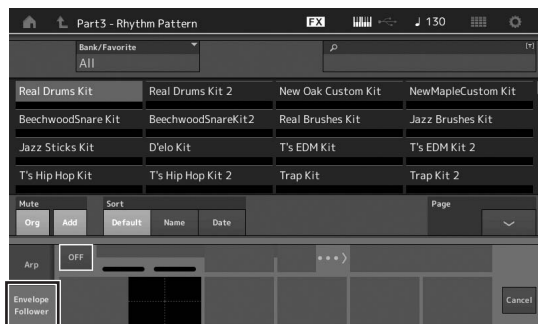 Part3 - Rhythm Pattern FX ♩ 130
Bank/Favorite
All
Real Drums Kit Real Drums Kit 2 New Oak Custom Kit NewMapleCustom Kit
BeechwoodSnare Kit BeechwoodSnareKit2 Real Brushes Kit Jazz Brushes Kit
Jazz Sticks Kit D'elo Kit T's EDM Kit T's EDM Kit 2
T's Hip Hop Kit T's Hip Hop Kit 2 Trap Kit Trap Kit 2
Mute Sort Page
Org Add Default Name Date
Arp OFF
Envelope
Follower Cancel